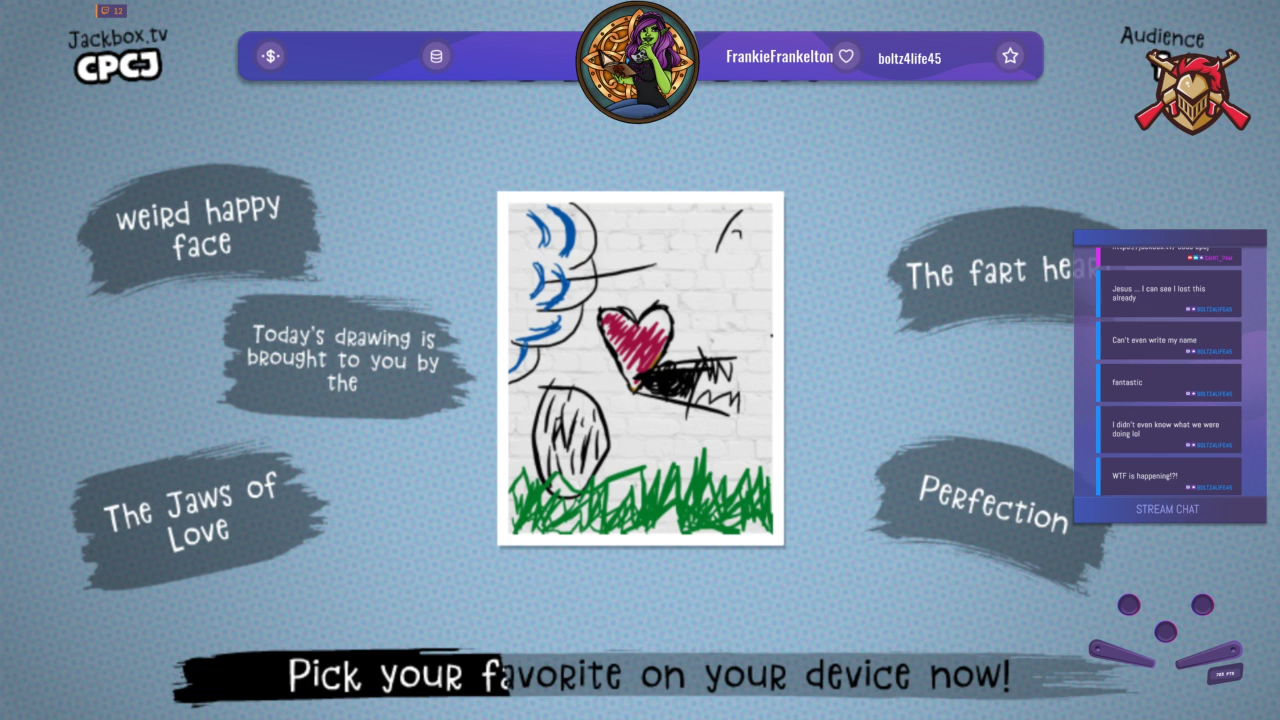 12
Jackbox.tv
CPCJ
FrankieFrankelton
boltz4life45
Audience
weird happy
face
Today's drawing is
brought to you by
the
The Jaws of
Love
The fart hear
Perfection
Jesus ... I can see I lost this
already
BOLTZ4LIFE45
Can't even write my name
BOLTZ4LIFE45
fantastic
BOLTZ4LIFE45
I didn't even know what we were
doing lol
BOLTZ4LIFE45
WTF is happening!?!
BOLTZ4LIFE45
STREAM CHAT
Pick your favorite on your device now!